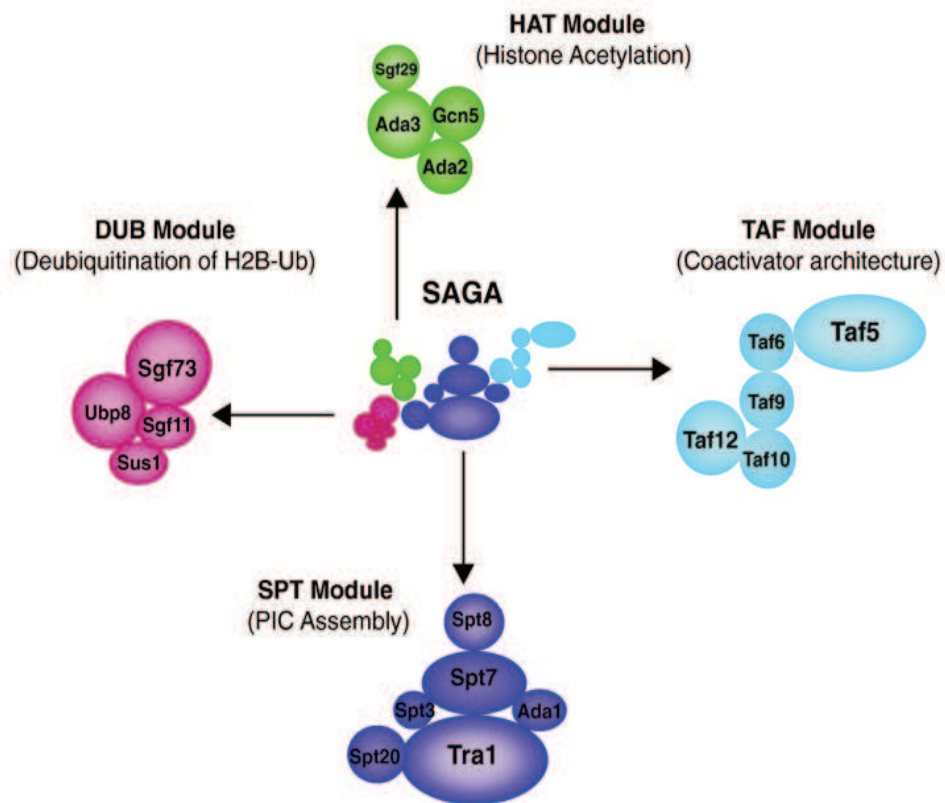 HAT Module
(Histone Acetylation)
Sgf29
Ada3
Gcn5
Ada2
DUB Module
(Deubiquitination of H2B-Ub)
TAF Module
(Coactivator architecture)
SAGA
Sgf73
Ubp8
Sgf11
Sus1
Taf5
Taf6
Taf9
Taf12
Taf10
SPT Module
(PIC Assembly)
Spt8
Spt7
Spt3
Ada1
Spt20
Tra1